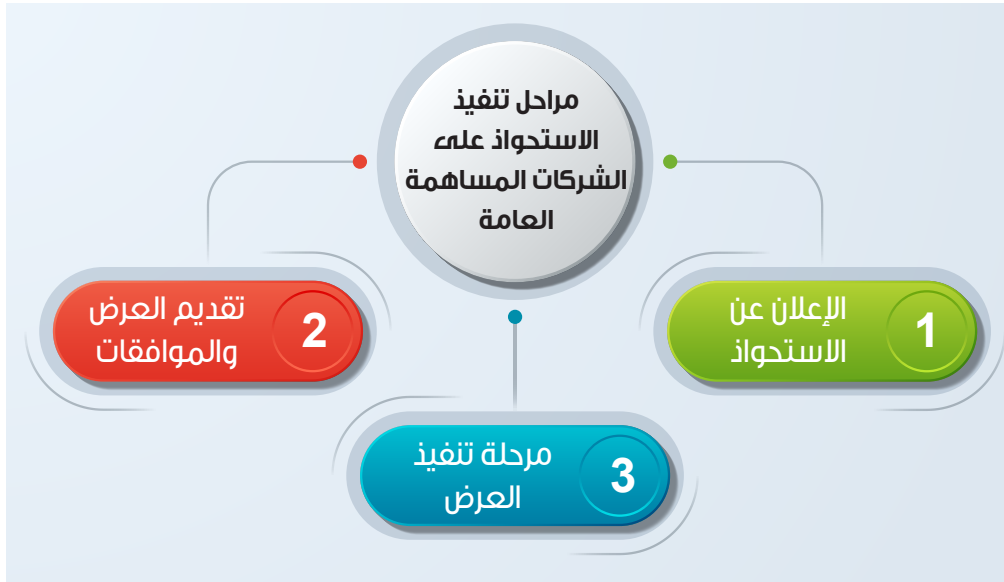 مراحل تنفيذ
الاستحواذ على
الشركات المساهمة
العامة
1
الإعلان عن
الاستحواذ
2
تقديم العرض
والموافقات
3
مرحلة تنفيذ
العرض